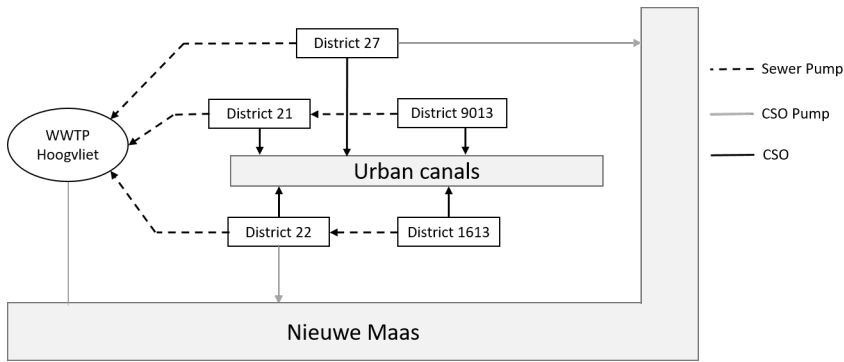 District 27
Sewer Pump
District 21
District 9013
CSO Pump
WWTP
Hoogvliet
CSO
Urban canals
District 22
District 1613
Nieuwe Maas